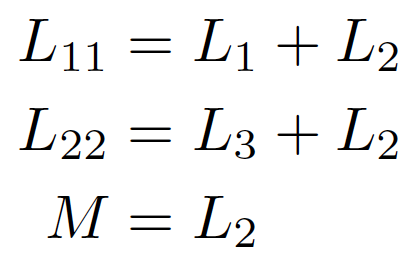 L₁₁ = L₁ + L₂
L₂₂ = L₃ + L₂
M = L₂